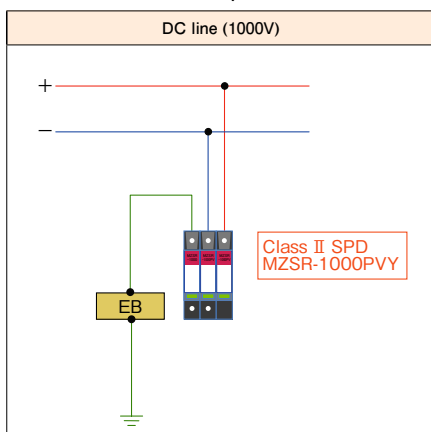 DC line (1000V)
+
−
Class Ⅱ SPD
MZSR-1000PVY
EB